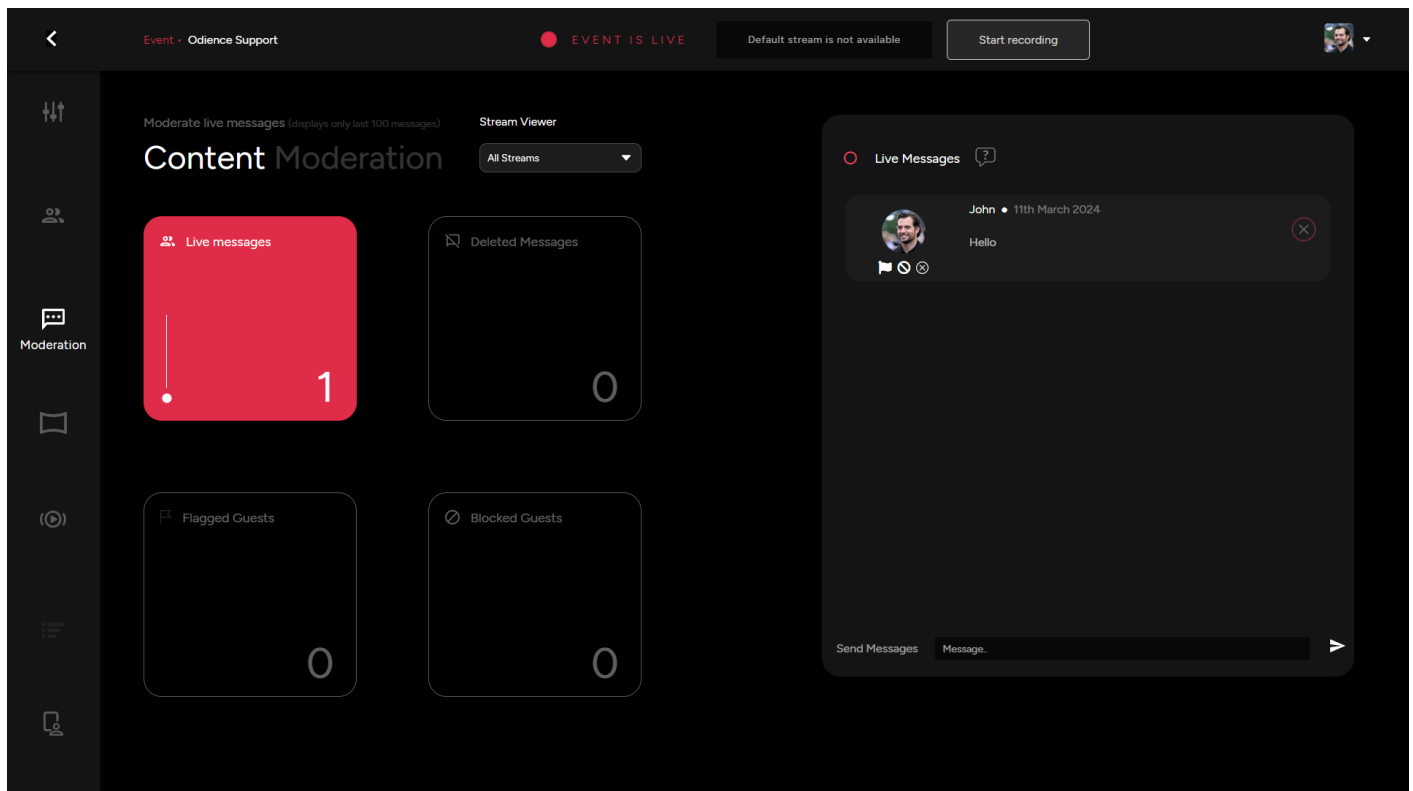 Event • Odience Support
EVENT IS LIVE
Default stream is not available
Start recording
Moderate live messages (displays only last 100 messages)
Content Moderation
Stream Viewer
All Streams
Live messages
1
Deleted Messages
0
Flagged Guests
0
Blocked Guests
0
Moderation
Live Messages
?
John • 11th March 2024
Hello
Send Messages
Message..